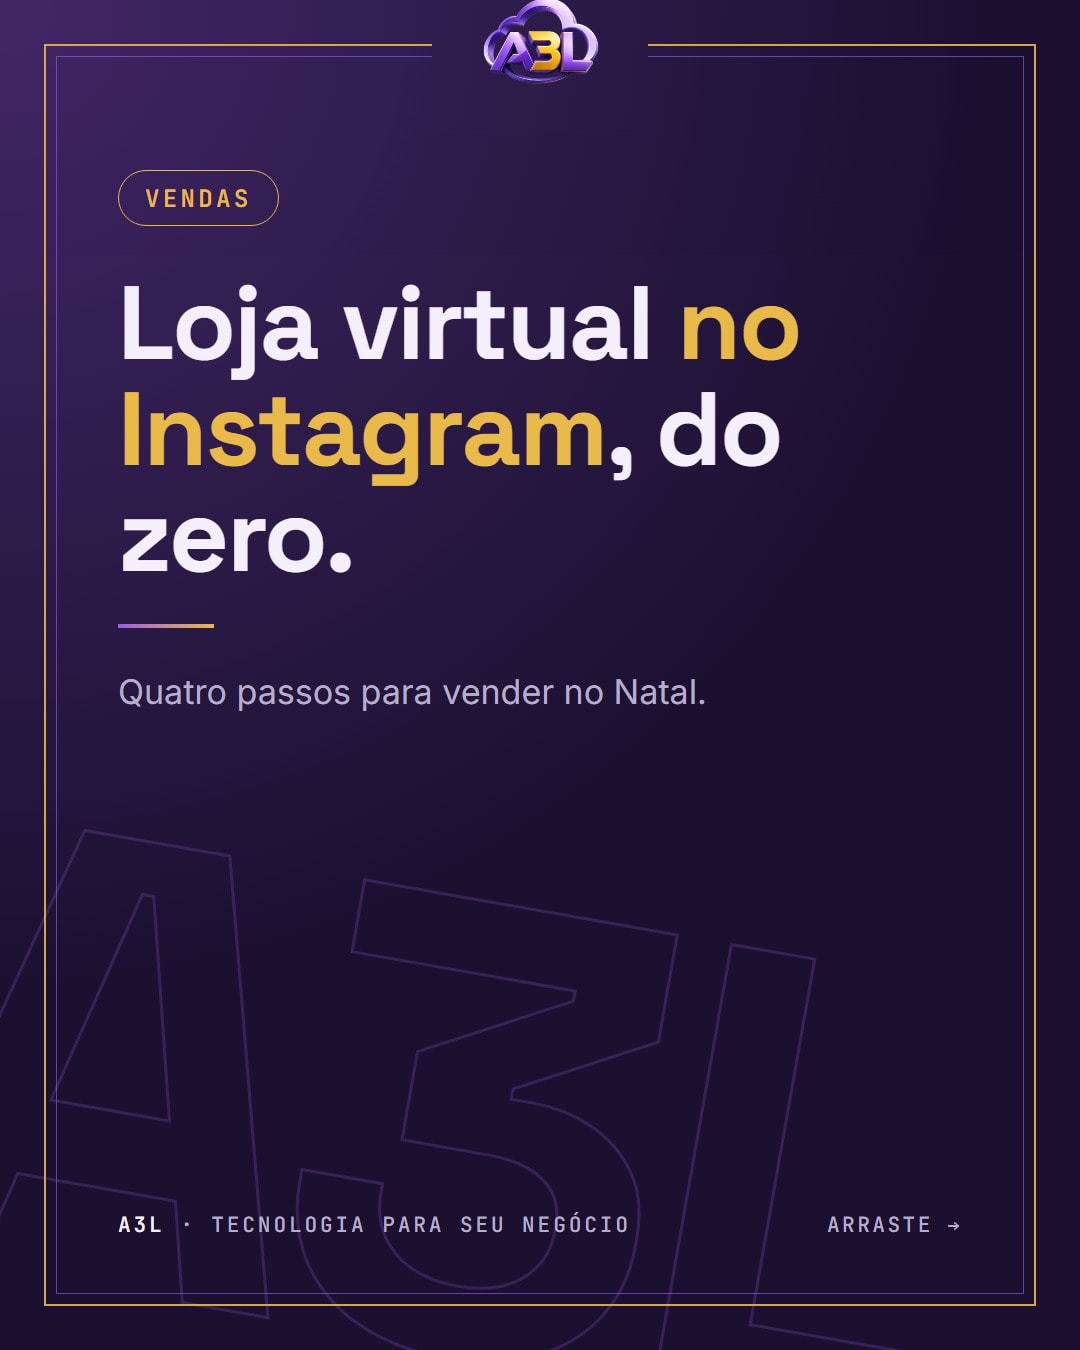 A3L
VENDAS
Loja virtual no
Instagram, do
zero.
Quatro passos para vender no Natal.
A3L
A3L · TECNOLOGIA PARA SEU NEGÓCIO
ARRASTE →